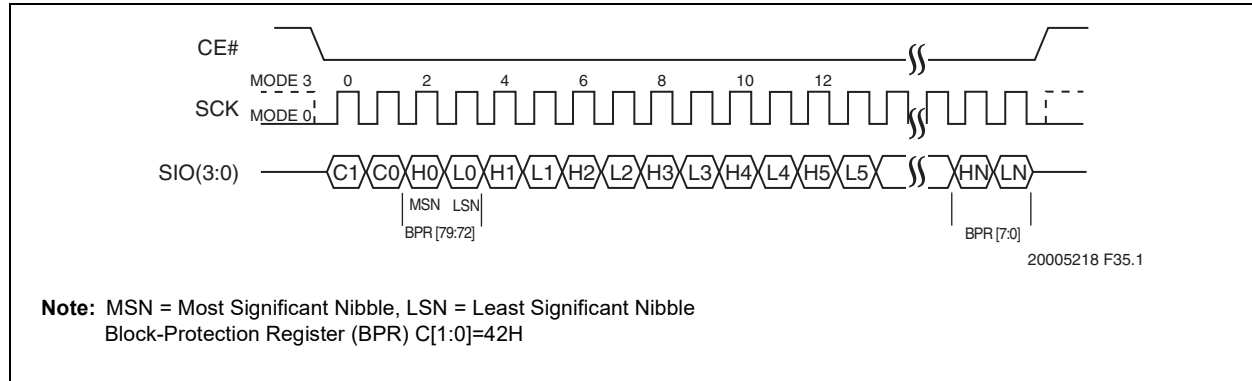 CE#
MODE 3 0 2 4 6 8 10 12
SCK
MODE 0
SIO(3:0) C1 C0 H0 L0 H1 L1 H2 L2 H3 L3 H4 L4 H5 L5 HN LN
MSN LSN
BPR [79:72] BPR [7:0]
20005218 F35.1
Note: MSN = Most Significant Nibble, LSN = Least Significant Nibble
Block-Protection Register (BPR) C[1:0]=42H